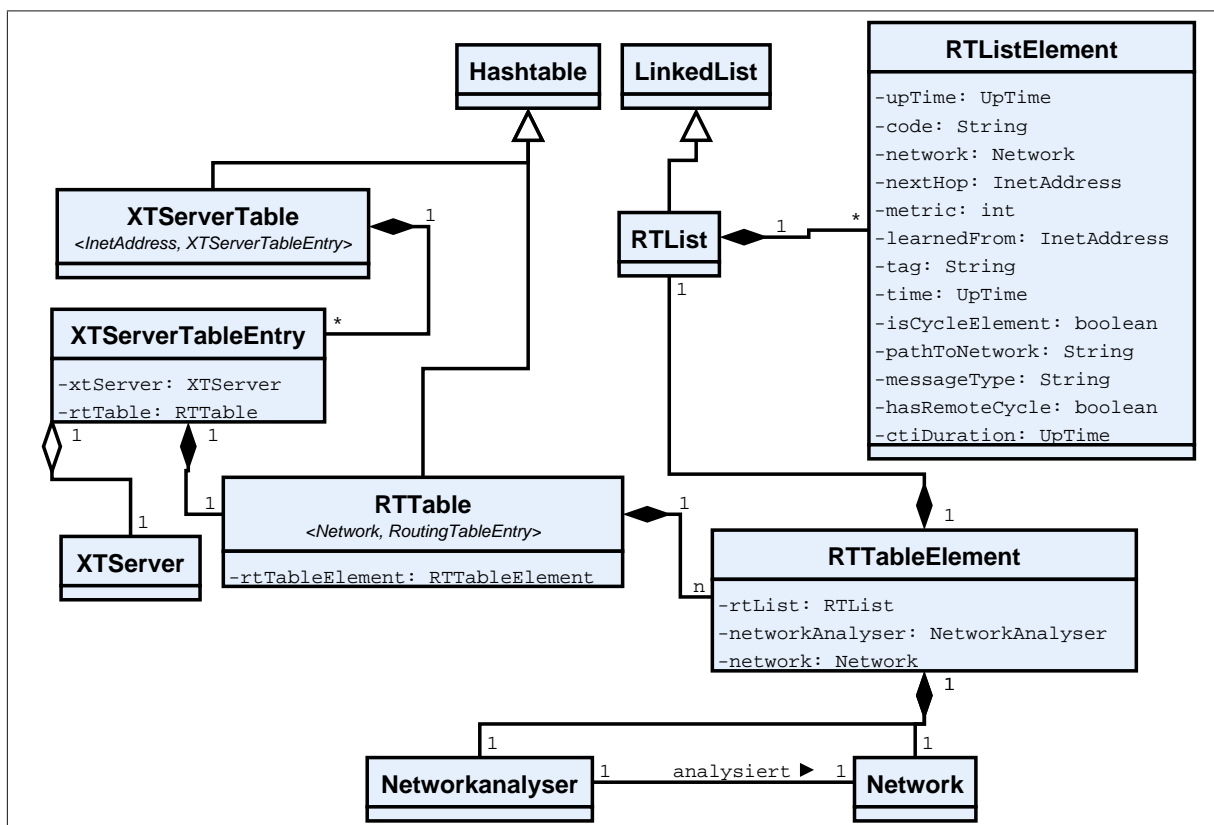 Hashtable
LinkedList
RTListElement
-upTime: UpTime
-code: String
-network: Network
-nextHop: InetAddress
-metric: int
-learnedFrom: InetAddress
-tag: String
-time: UpTime
-isCycleElement: boolean
-pathToNetwork: String
-messageType: String
-hasRemoteCycle: boolean
-ctiDuration: UpTime
XTServerTable
<InetAddress, XTServerTableEntry>
1
*
RTList
1
*
1
XTServerTableEntry
-xtServer: XTServer
-rtTable: RTTable
1
1
1
1
XTServer
RTTable
<Network, RoutingTableEntry>
-rtTableElement: RTTableElement
1
n
1
RTTableElement
-rtList: RTList
-networkAnalyser: NetworkAnalyser
-network: Network
1
1
1
Networkanalyser
1
analysiert ►
1
Network